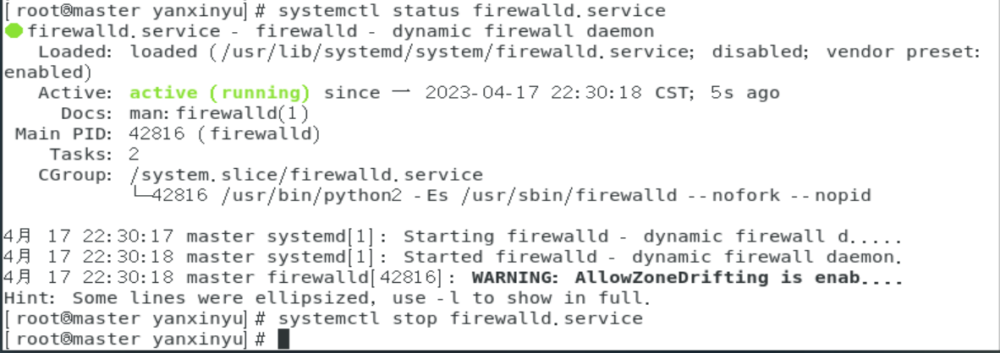 [root@master yanxinyu]# systemctl status firewalld.service
● firewalld.service - firewalld - dynamic firewall daemon
   Loaded: loaded (/usr/lib/systemd/system/firewalld.service; disabled; vendor preset:
enabled)
   Active: active (running) since 一 2023-04-17 22:30:18 CST; 5s ago
     Docs: man:firewalld(1)
 Main PID: 42816 (firewalld)
    Tasks: 2
   CGroup: /system.slice/firewalld.service
           └─42816 /usr/bin/python2 -Es /usr/sbin/firewalld --nofork --nopid
4月 17 22:30:17 master systemd[1]: Starting firewalld - dynamic firewall d.....
4月 17 22:30:18 master systemd[1]: Started firewalld - dynamic firewall daemon.
4月 17 22:30:18 master firewalld[42816]: WARNING: AllowZoneDrifting is enab....
Hint: Some lines were ellipsized, use -l to show in full.
[root@master yanxinyu]# systemctl stop firewalld.service
[root@master yanxinyu]#